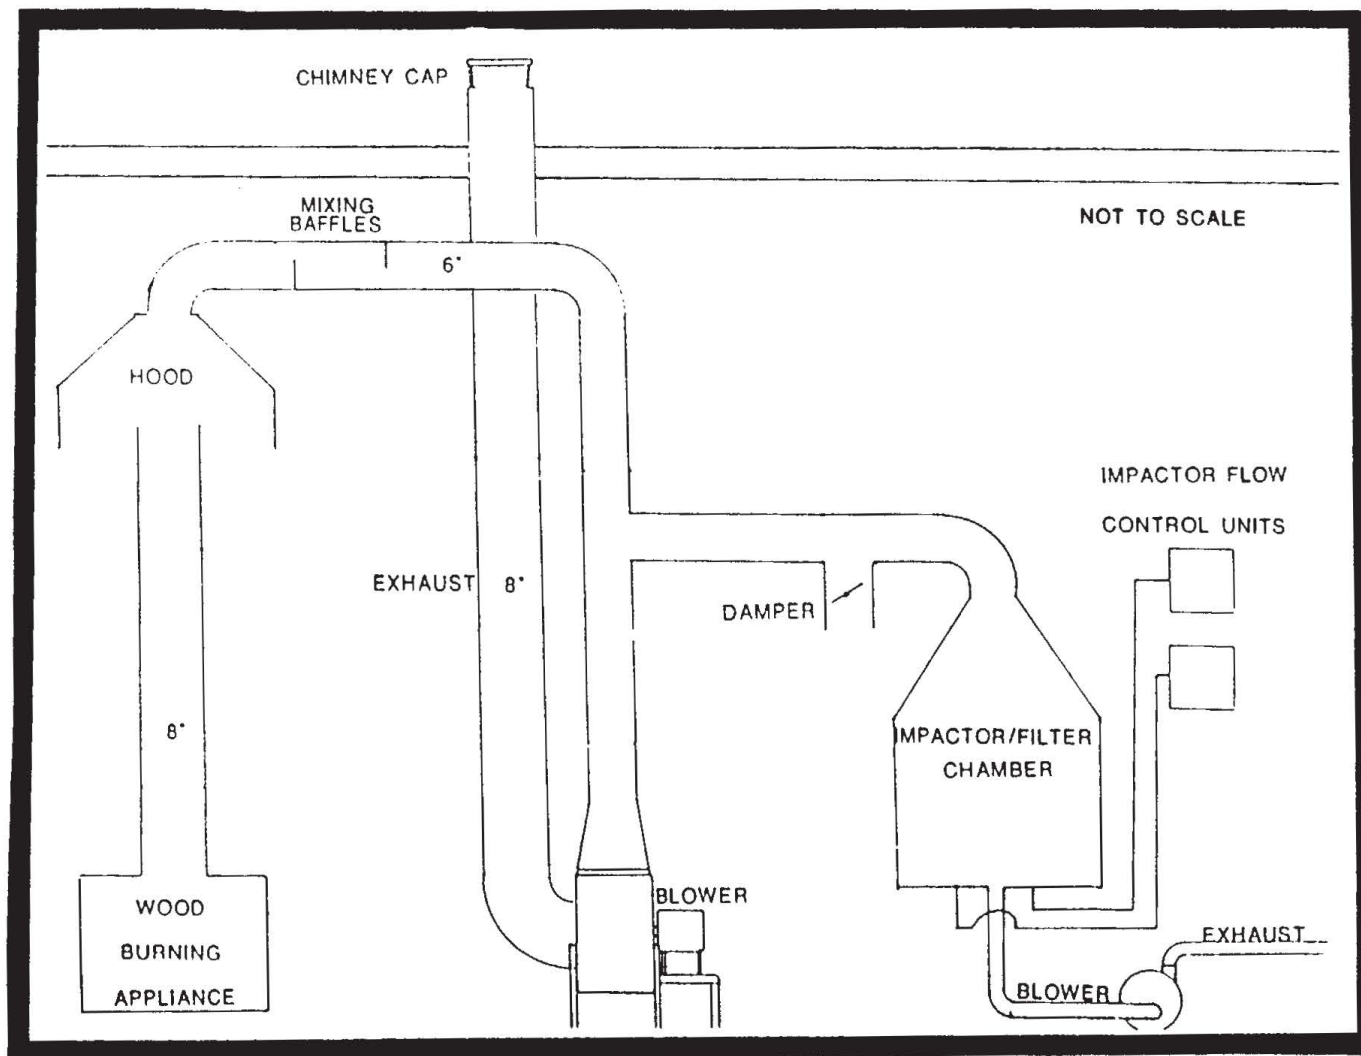 CHIMNEY CAP
MIXING
BAFFLES
NOT TO SCALE
6"
HOOD
IMPACTOR FLOW
CONTROL UNITS
EXHAUST
8"
DAMPER
8"
IMPACTOR/FILTER
CHAMBER
BLOWER
WOOD
BURNING
APPLIANCE
EXHAUST
BLOWER